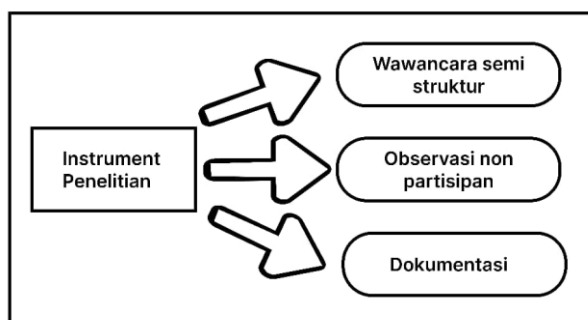 Wawancara semi
struktur
Instrument
Penelitian
Observasi non
partisipan
Dokumentasi